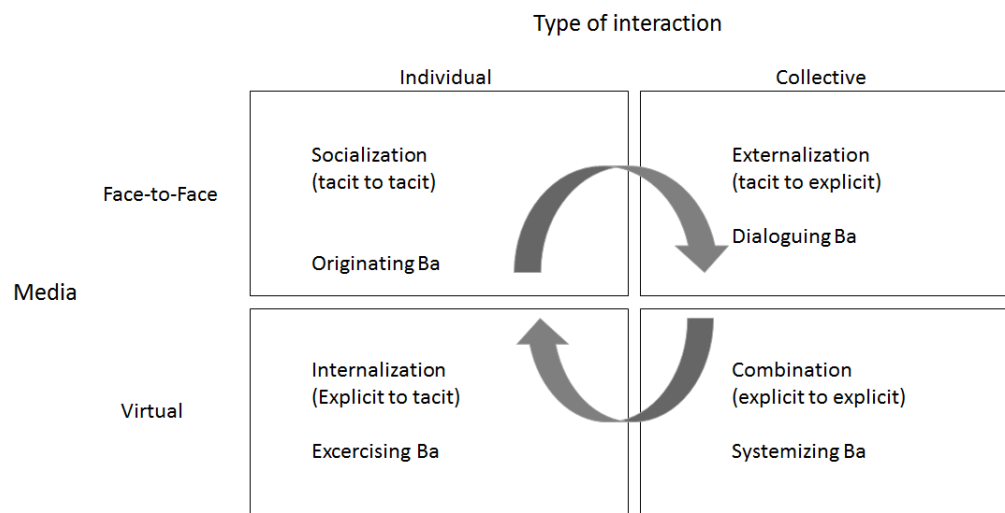 Type of interaction
Individual
Collective
Face-to-Face
Socialization
(tacit to tacit)
Originating Ba
Externalization
(tacit to explicit)
Dialoguing Ba
Media
Virtual
Internalization
(Explicit to tacit)
Excercising Ba
Combination
(explicit to explicit)
Systemizing Ba